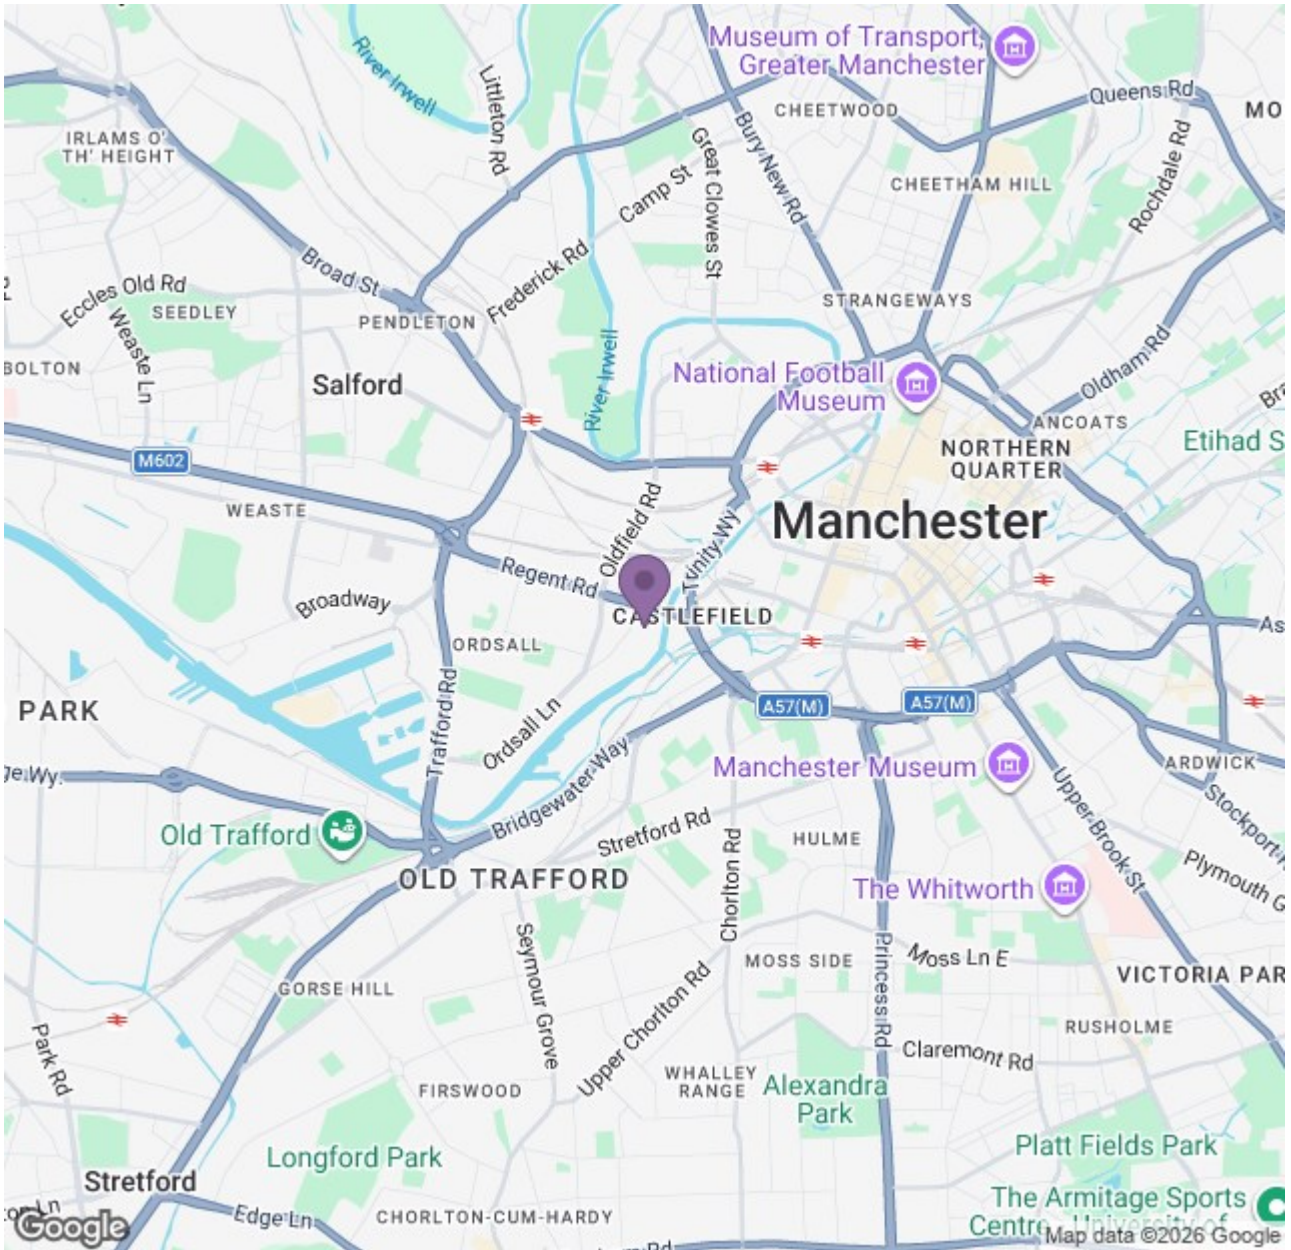 Museum of Transport,
Greater Manchester
River Irwell
Littleton Rd
CHEETWOOD
Queens Rd
MO
IRLAMS O'
TH' HEIGHT
Bury New Rd
Great Clowes St
Rochdale Rd
Camp St
CHEETHAM HILL
Broad St
Frederick Rd
Eccles Old Rd
SEEDLEY
Weaste Ln
PENDLETON
STRANGEWAYS
Oldham Rd
BOLTON
Salford
River Irwell
National Football
Museum
ANCOATS
Bra
NORTHERN
QUARTER
Etihad S
M602
WEASTE
Oldfield Rd
Manchester
Trinity Wy
Regent Rd
Broadway
CASTLEFIELD
As
ORDSALL
Trafford Rd
PARK
Ordsall Ln
A57(M)
A57(M)
Bridgewater Way
Manchester Museum
ARDWICK
ge Wy.
Upper Brook St
Stockport
Old Trafford
Stretford Rd
HULME
Chorlton Rd
Plymouth G
OLD TRAFFORD
The Whitworth
Seymour Grove
Princess Rd
Moss Ln E
MOSS SIDE
VICTORIA PAR
GORSE HILL
Upper Chorlton Rd
RUSHOLME
Park Rd
Claremont Rd
FIRSWOOD
WHALLEY
RANGE
Alexandra
Park
Longford Park
Platt Fields Park
Stretford
The Armitage Sports
Centre, University of
Edge Ln
CHORLTON-CUM-HARDY
Google
Map data ©2026 Google